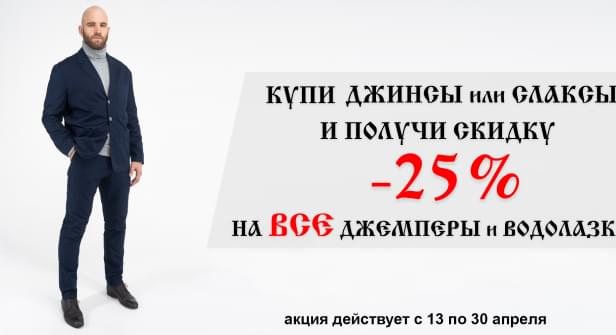 КУПИ ДЖИНСЫ или СЛАКСЫ
И ПОЛУЧИ СКИДКУ
-25%
НА ВСЕ ДЖЕМПЕРЫ и ВОДОЛАЗК
акция действует с 13 по 30 апреля